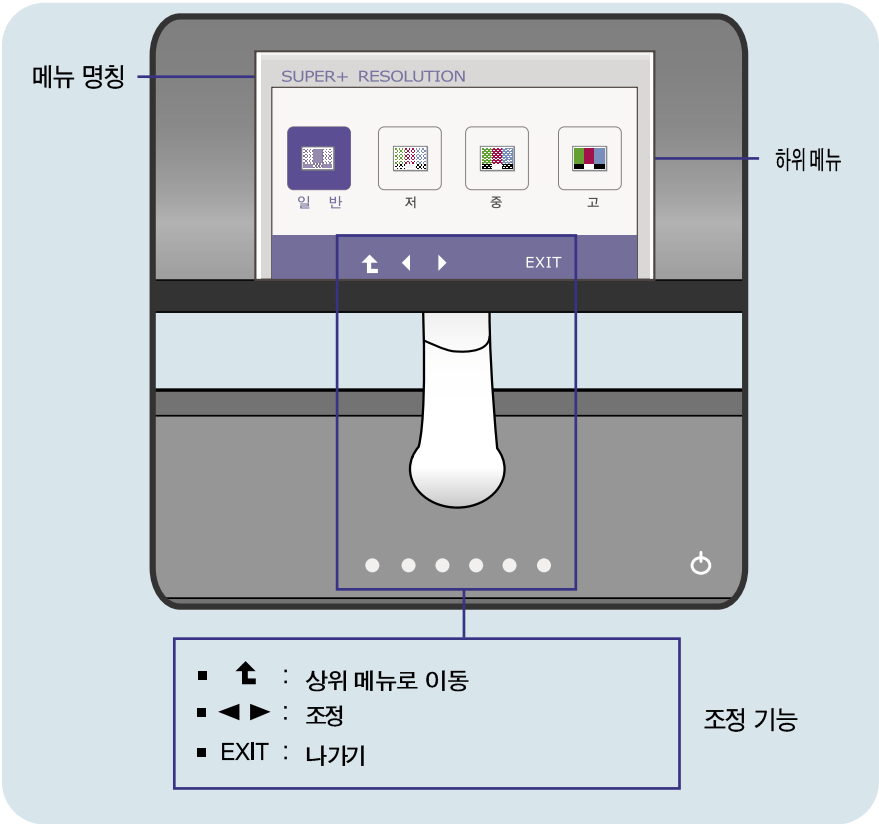 메뉴 명칭
SUPER+ RESOLUTION
하위 메뉴
일 반 저 중 고
EXIT
: 상위 메뉴로 이동
: 조정
EXIT : 나가기
조정 기능